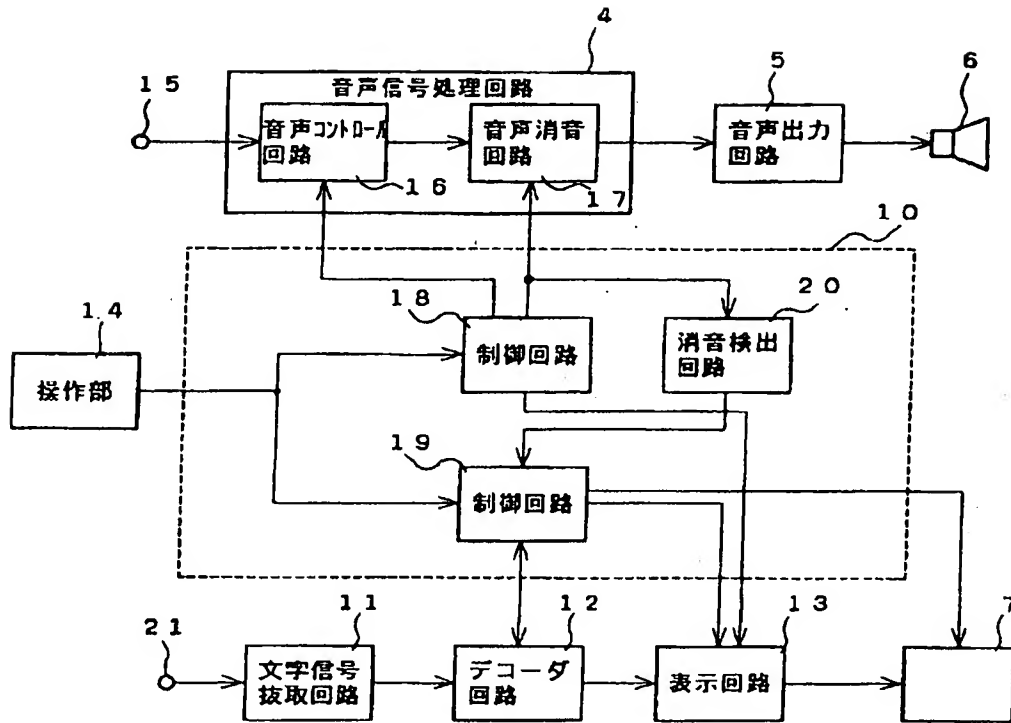 4
１５
音声信号処理回路
5
6
音声コントロール
回路
音声消音
回路
音声出力
回路
１６
１７
１０
１４
１８
２０
操作部
制御回路
消音検出
回路
１９
制御回路
２１
１１
１２
１３
7
文字信号
抜取回路
デコーダ
回路
表示回路